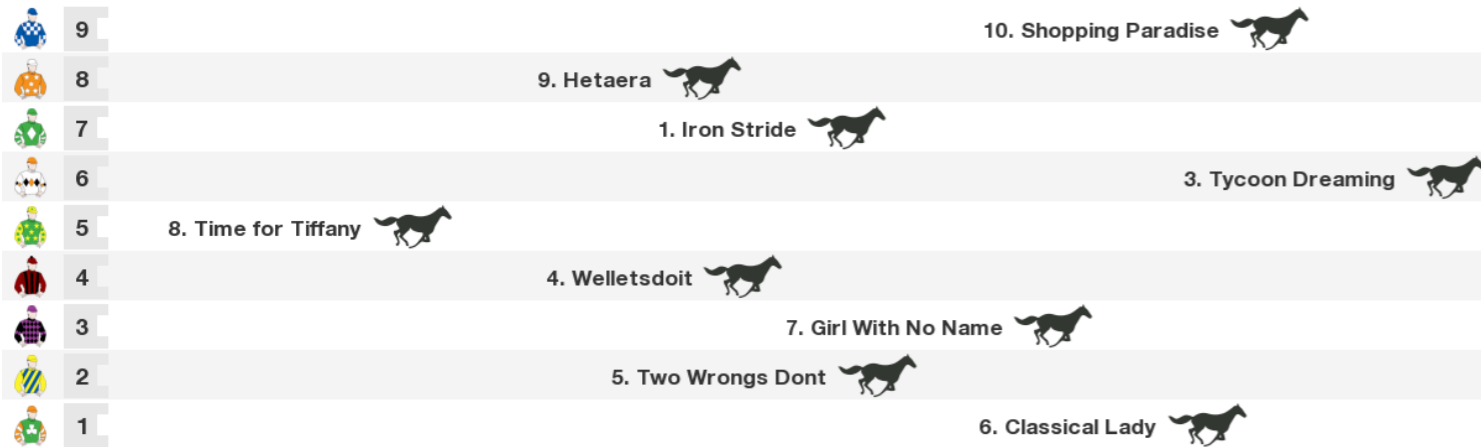 9 10. Shopping Paradise
8 9. Hetaera
7 1. Iron Stride
6 3. Tycoon Dreaming
5 8. Time for Tiffany
4 4. Welletsdoit
3 7. Girl With No Name
2 5. Two Wrongs Dont
1 6. Classical Lady